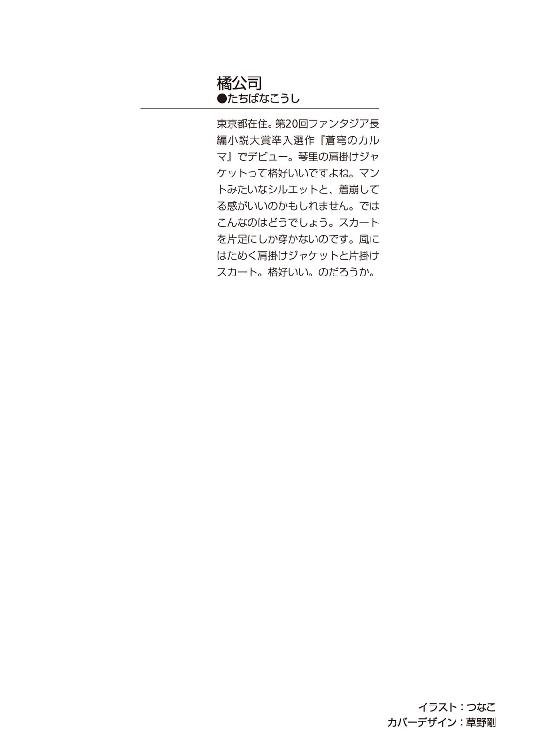 橘公司
●たちばなこうし
東京都在住。第20回ファンタジア長
編小説大賞準入選作『蒼穹のカル
マ』でデビュー。琴里の肩掛けジャ
ケットって格好いいですよね。マン
トみたいなシルエットと、着崩して
る感がいいのかもしれません。では
こんなのはどうでしょう。スカート
を片足にしか穿かないのです。風に
はためく肩掛けジャケットと片掛け
スカート。格好いい。のだろうか。
イラスト：つなこ
カバーデザイン：草野剛